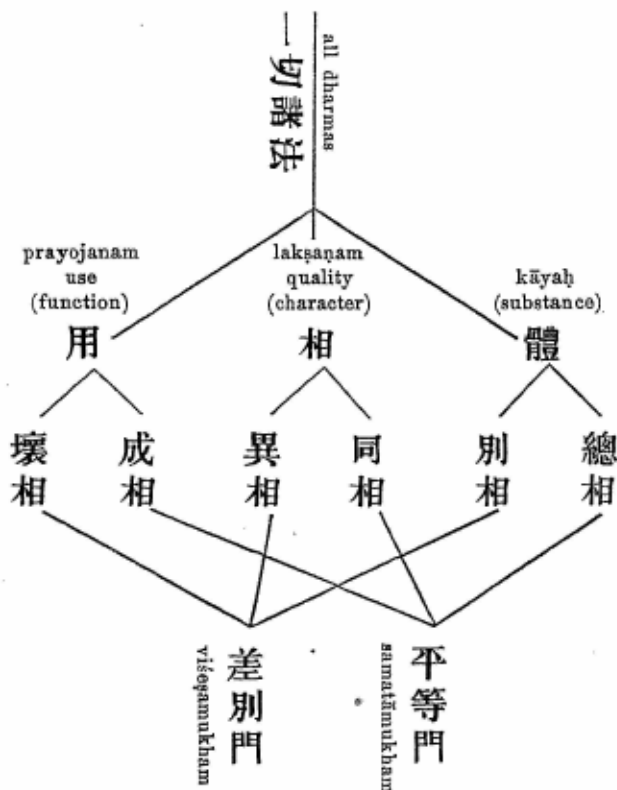 all dharmas
一切諸法
prayojanam
use
(function)
用
lakṣaṇam
quality
(character)
相
kāyaḥ
(substance)
體
壞相
成相
異相
同相
別相
總相
差別門
viśeṣamukham
平等門
samatāmukham